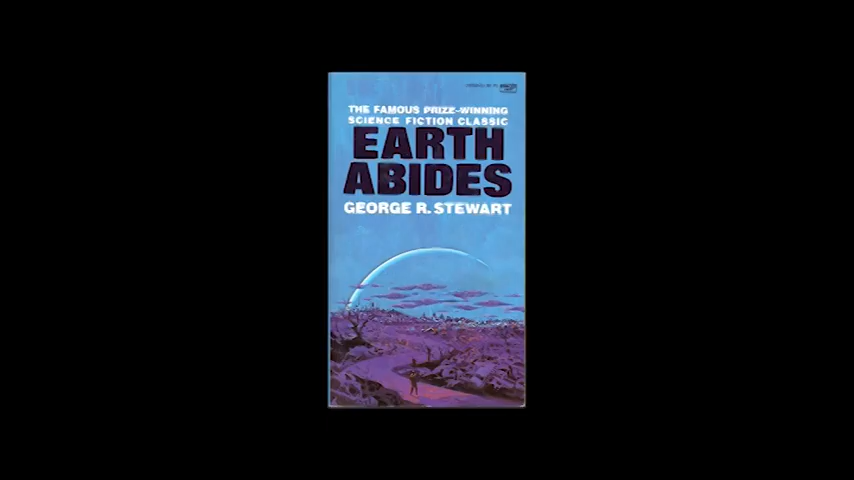 THE FAMOUS PRIZE-WINNING
SCIENCE FICTION CLASSIC
EARTH
ABIDES
GEORGE R. STEWART